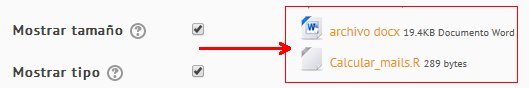 Mostrar tamaño
archivo docx 19.4KB Documento Word
Calcular_mails.R 289 bytes
Mostrar tipo